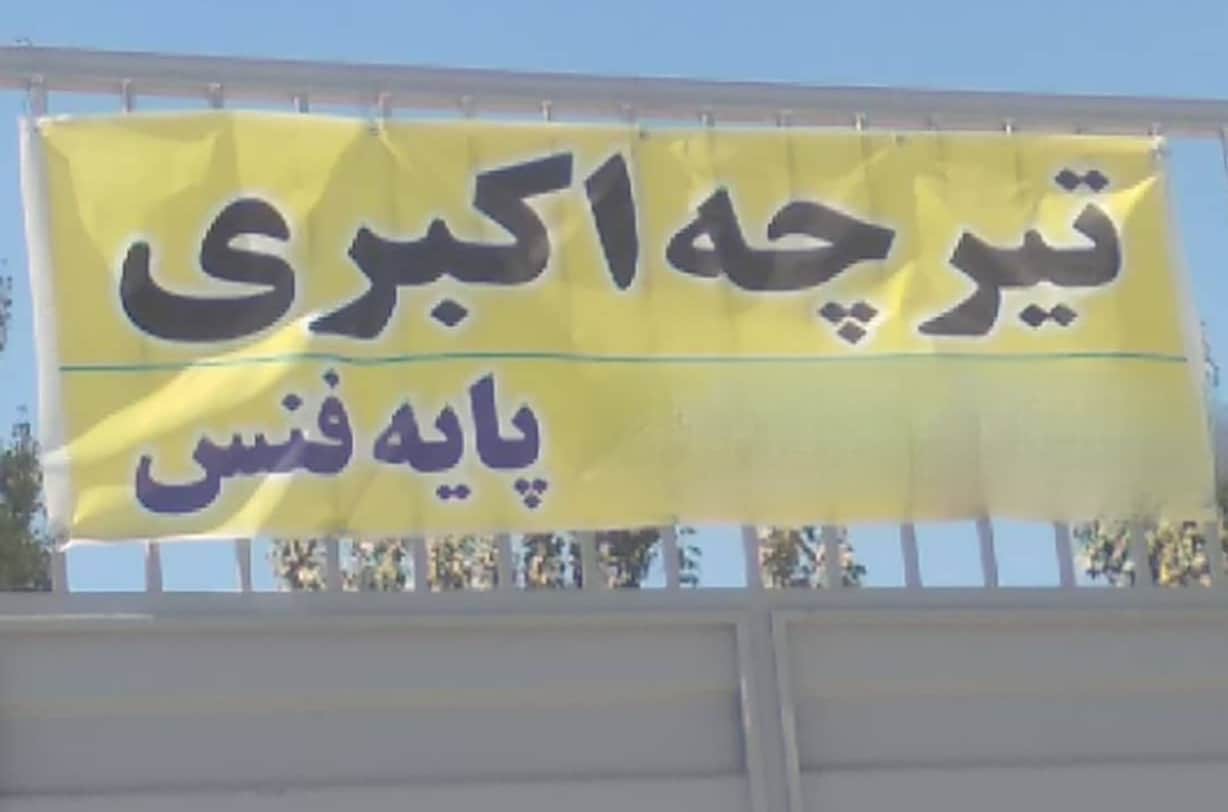 تیرچه اکبری
پایه فنس